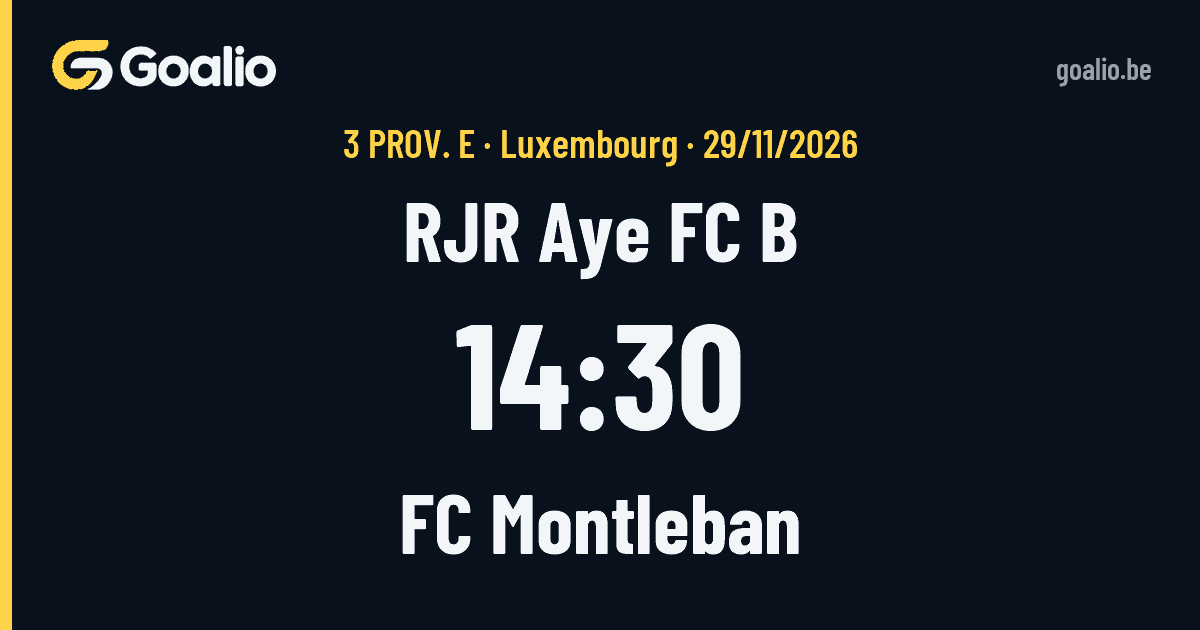 Goalio
goalio.be
3 PROV. E · Luxembourg · 29/11/2026
RJR Aye FC B
14:30
FC Montleban